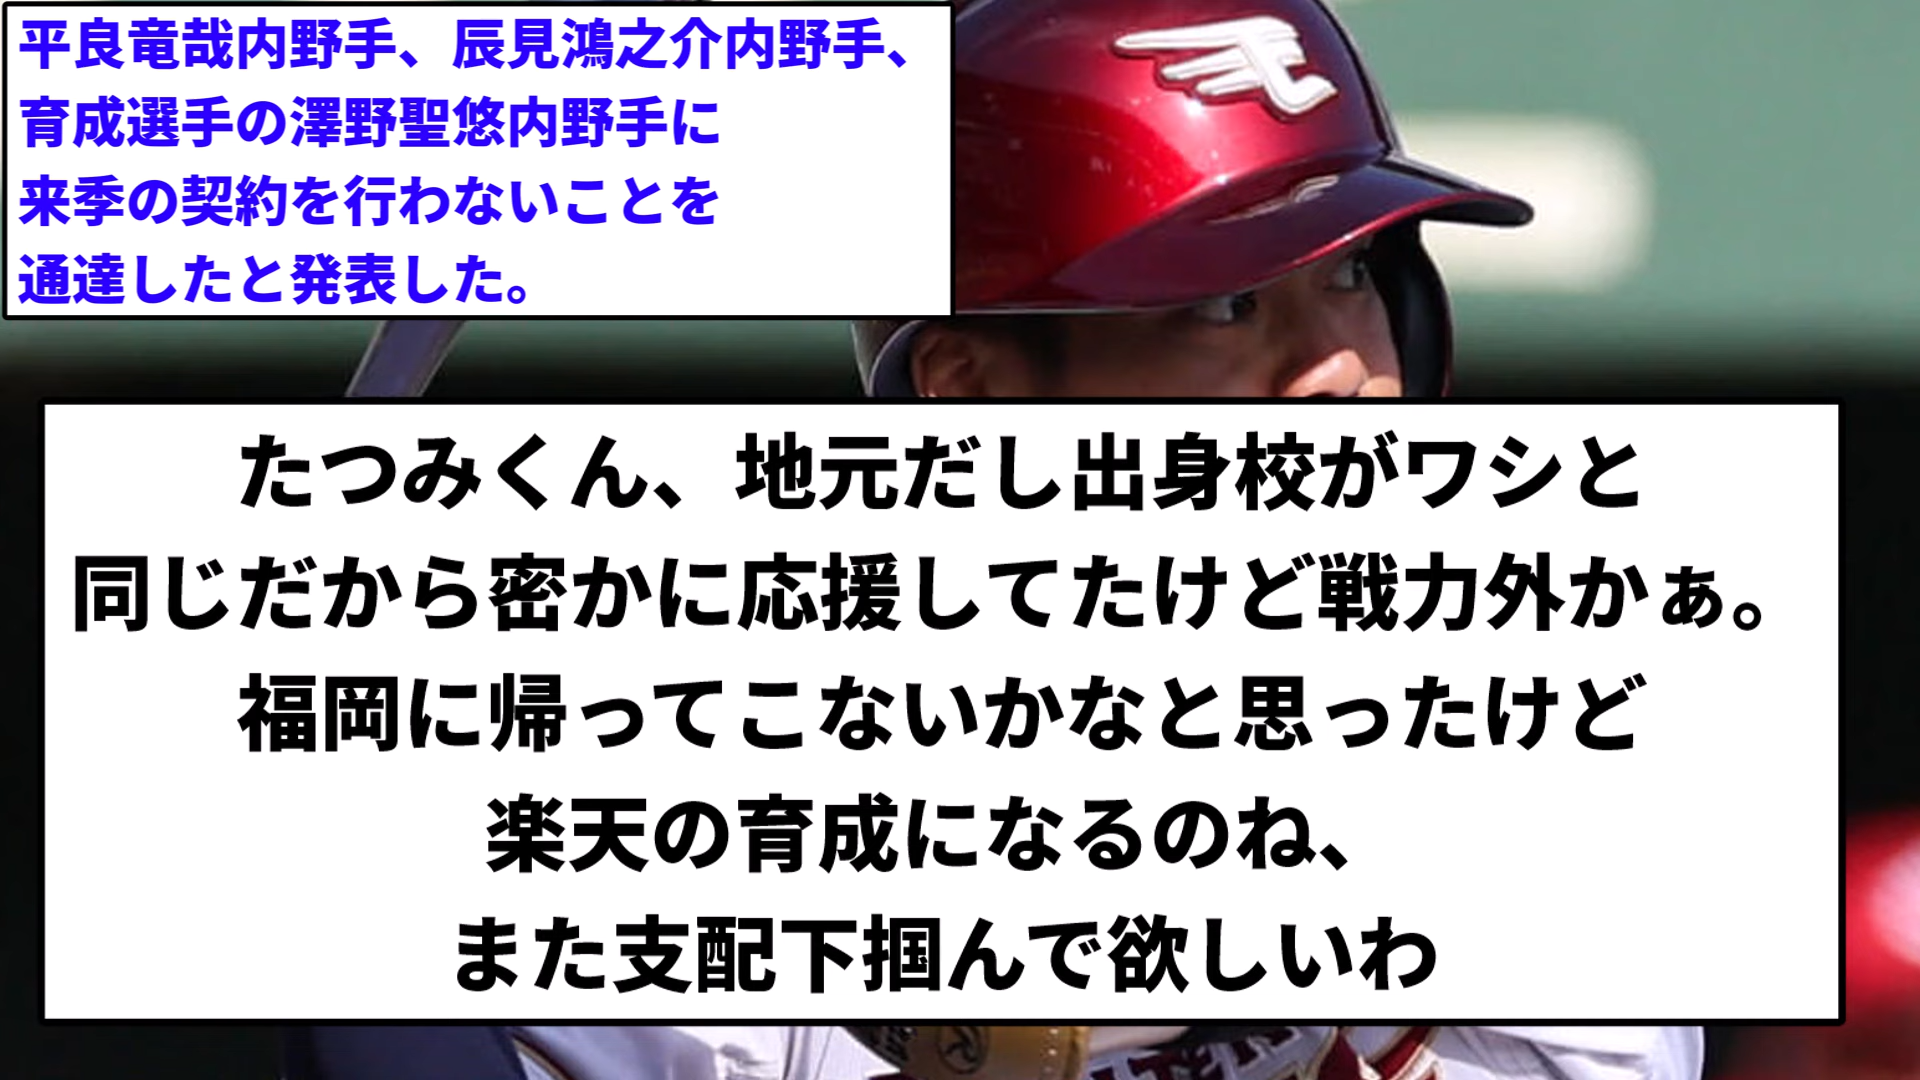 平良竜哉内野手、辰見鴻之介内野手、
育成選手の澤野聖悠内野手に
来季の契約を行わないことを
通達したと発表した。
たつみくん、地元だし出身校がワシと
同じだから密かに応援してたけど戦力外かぁ。
福岡に帰ってこないかなと思ったけど
楽天の育成になるのね、
また支配下掴んで欲しいわ